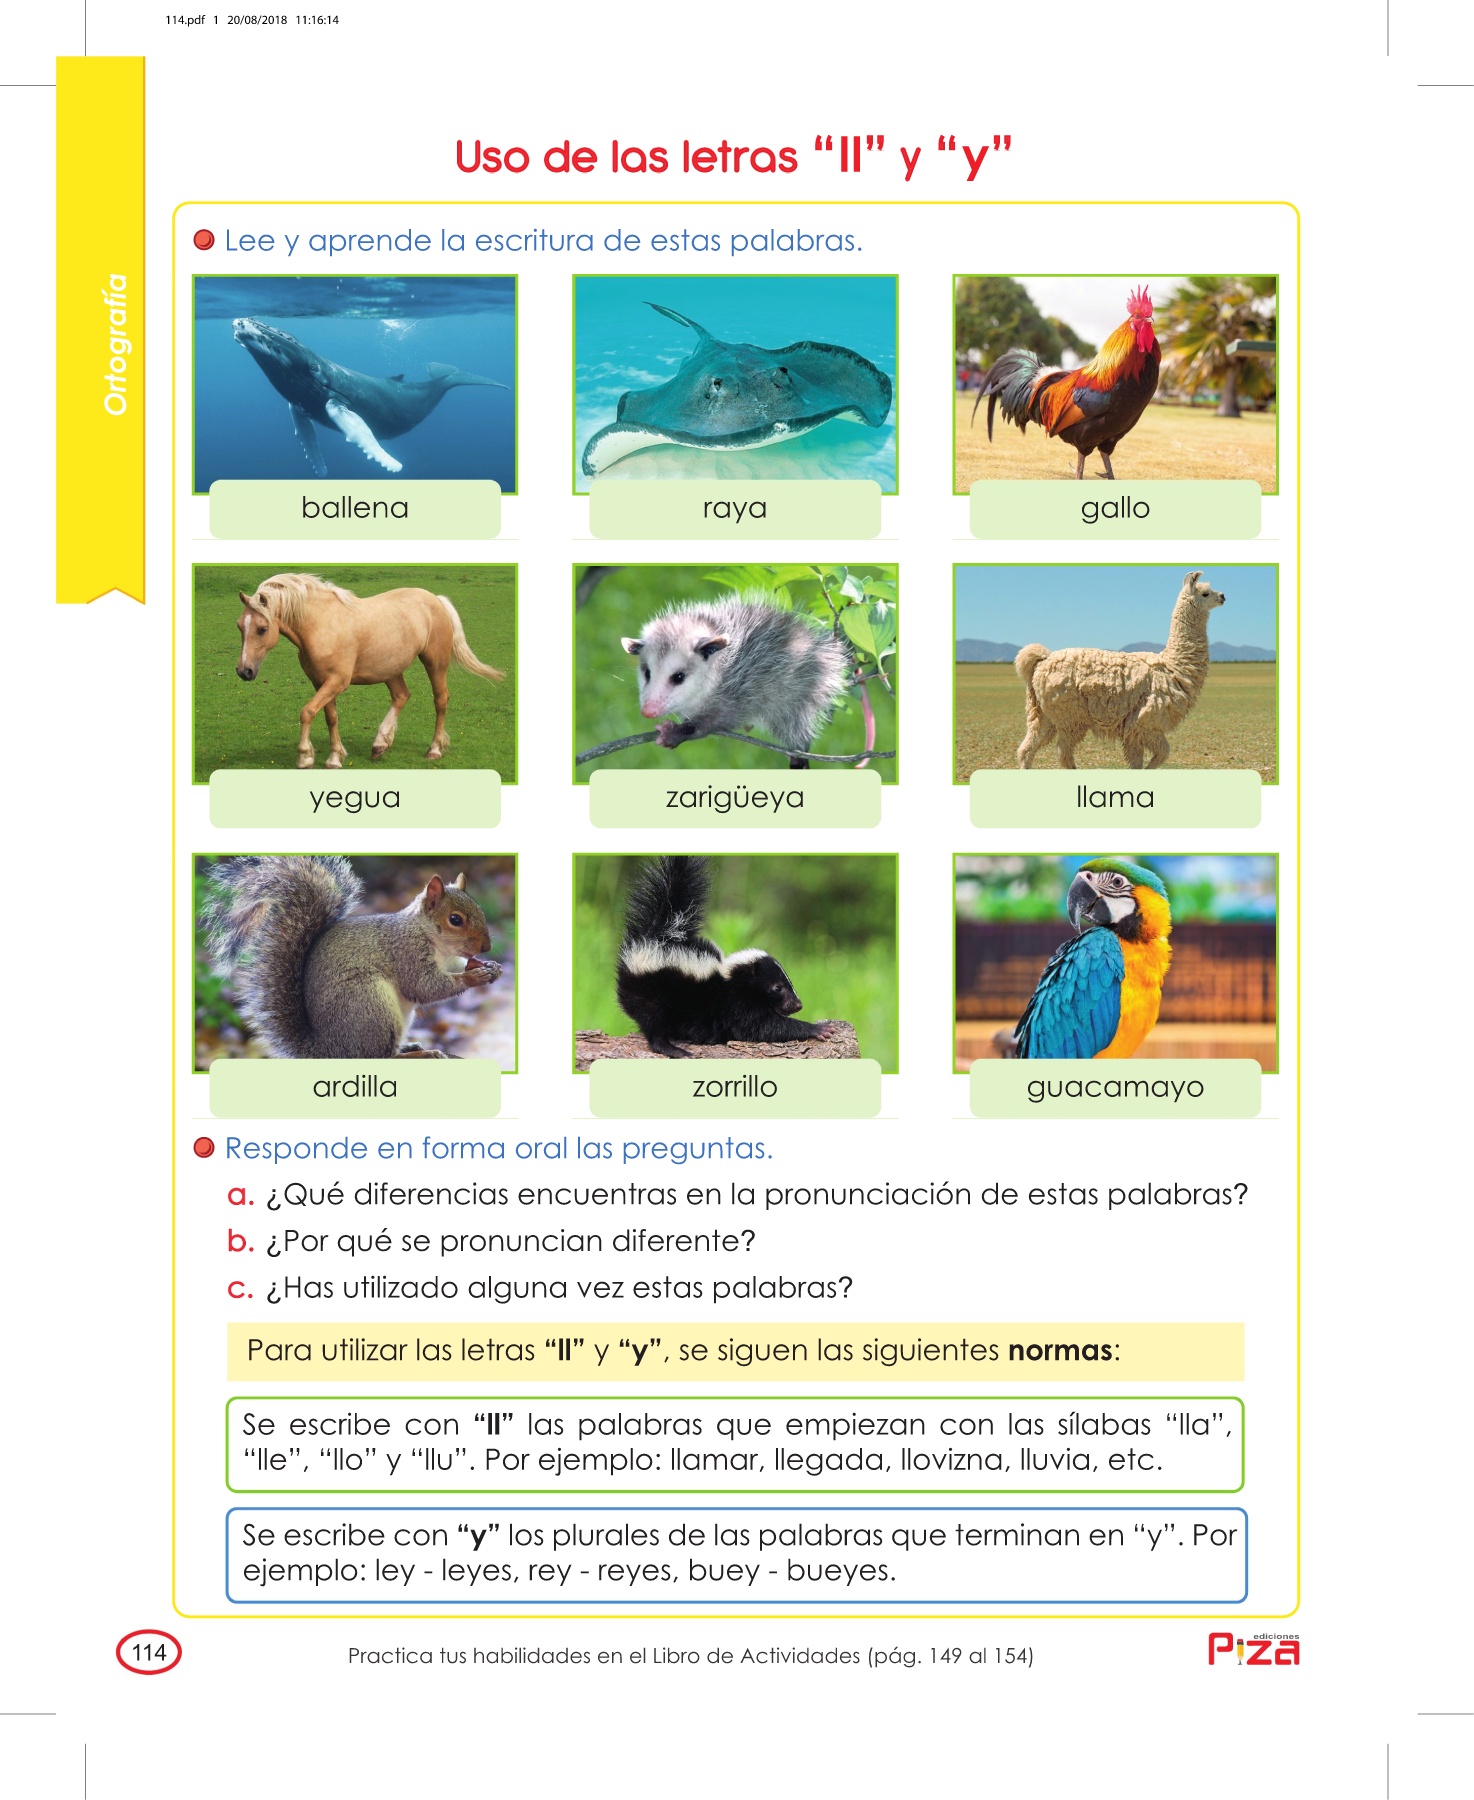 114.pdf 1 20/08/2018 11:16:14
Ortografía
Uso de las letras “ll” y “y”
Lee y aprende la escritura de estas palabras.
ballena
raya
gallo
yegua
zarigüeya
llama
ardilla
zorrillo
guacamayo
Responde en forma oral las preguntas.
a. ¿Qué diferencias encuentras en la pronunciación de estas palabras?
b. ¿Por qué se pronuncian diferente?
c. ¿Has utilizado alguna vez estas palabras?
Para utilizar las letras “ll” y “y”, se siguen las siguientes normas:
Se escribe con “ll” las palabras que empiezan con las sílabas “lla”,
“lle”, “llo” y “llu”. Por ejemplo: llamar, llegada, llovizna, lluvia, etc.
Se escribe con “y” los plurales de las palabras que terminan en “y”. Por
ejemplo: ley - leyes, rey - reyes, buey - bueyes.
114
Practica tus habilidades en el Libro de Actividades (pág. 149 al 154)
ediciones
Piza